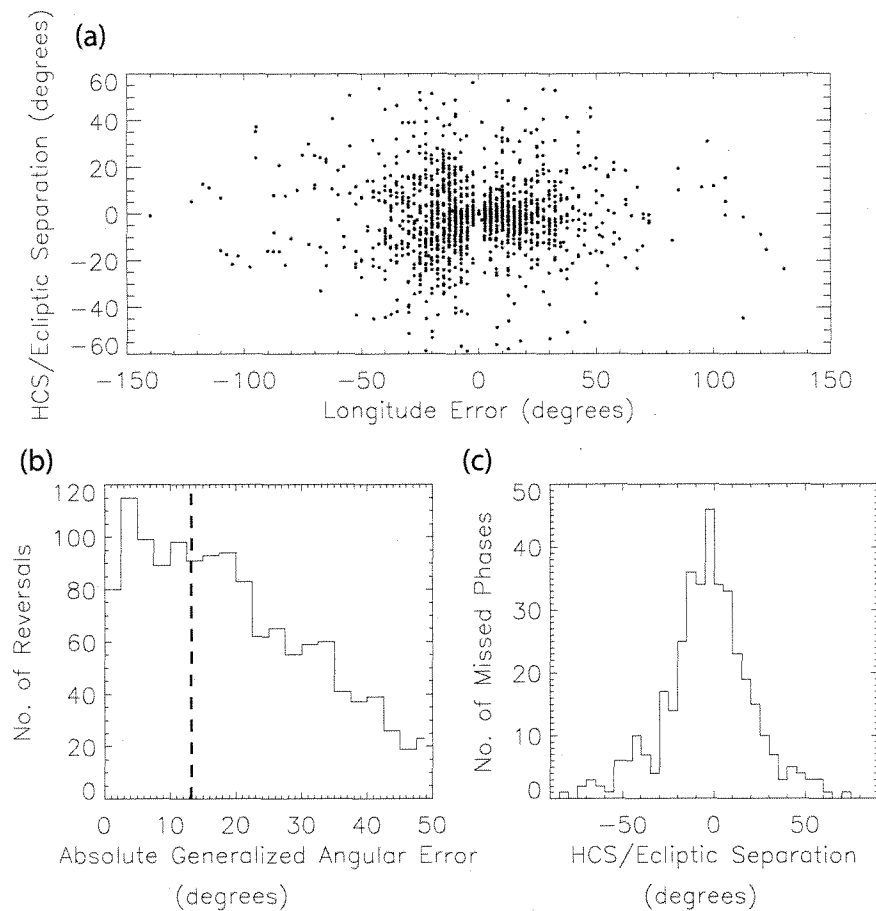 (a)
HCS/Ecliptic Separation (degrees)
60
40
20
0
−20
−40
−60
−150 −100 −50 0 50 100 150
Longitude Error (degrees)
(b)
No. of Reversals
120
100
80
60
40
20
0
0 10 20 30 40 50
Absolute Generalized Angular Error
(degrees)
(c)
No. of Missed Phases
50
40
30
20
10
0
−50 0 50
HCS/Ecliptic Separation
(degrees)